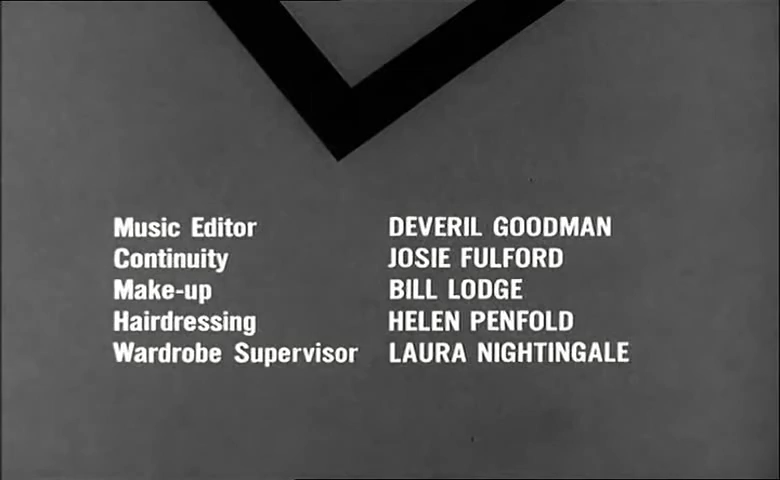 Music Editor DEVERIL GOODMAN
Continuity JOSIE FULFORD
Make-up BILL LODGE
Hairdressing HELEN PENFOLD
Wardrobe Supervisor LAURA NIGHTINGALE